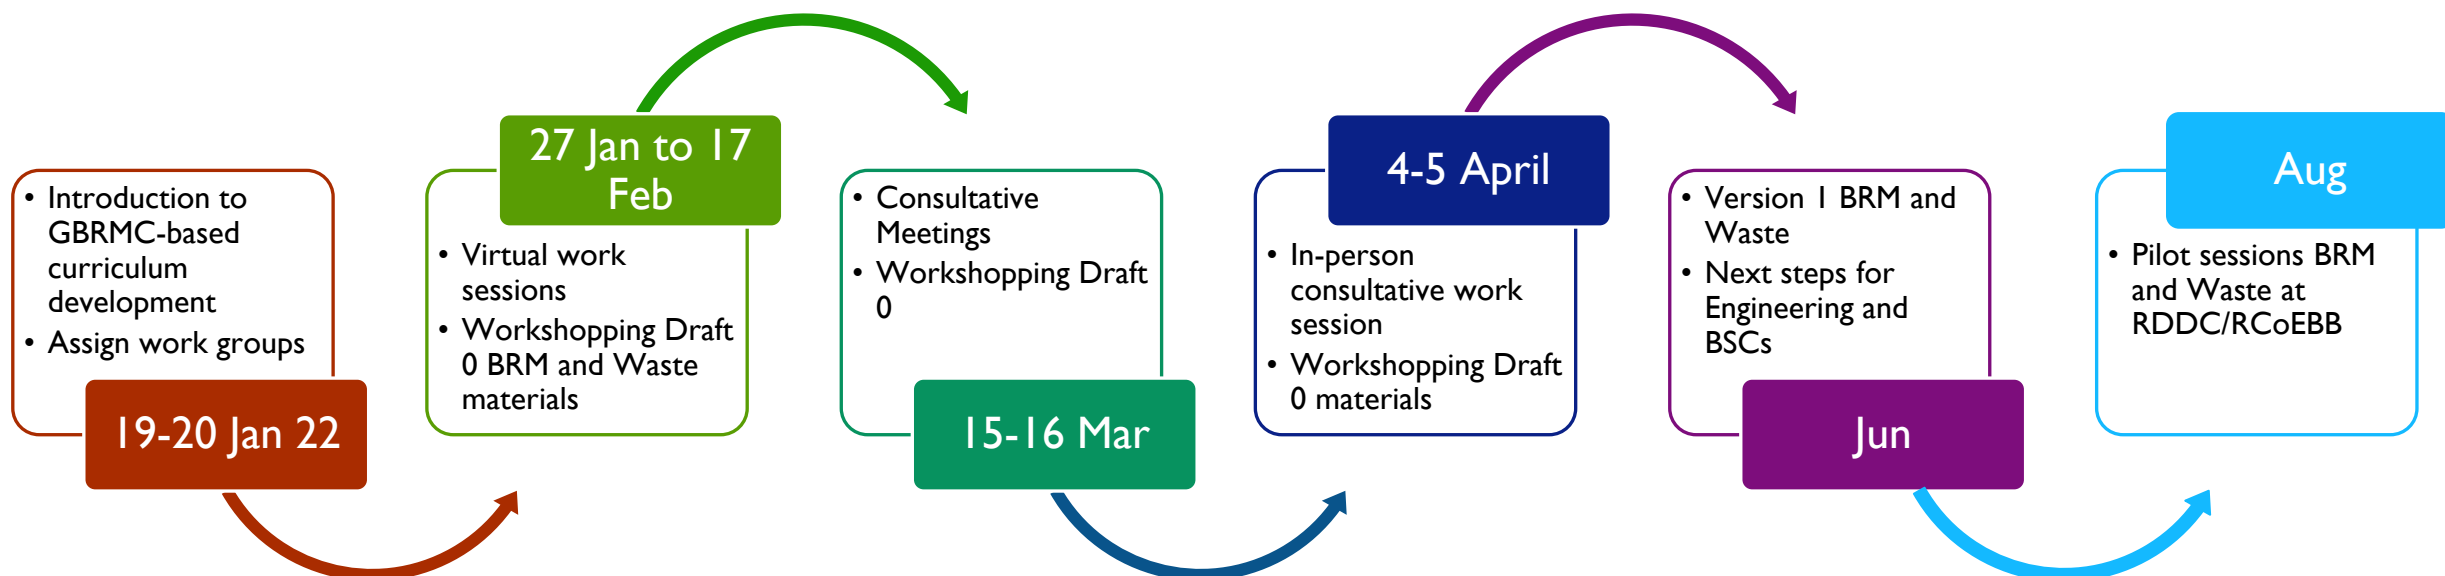 • Introduction to
GBRMC-based
curriculum
development
• Assign work groups
19-20 Jan 22
27 Jan to 17
Feb
• Virtual work
sessions
• Workshopping Draft
0 BRM and Waste
materials
• Consultative
Meetings
• Workshopping Draft
0
15-16 Mar
4-5 April
• In-person
consultative work
session
• Workshopping Draft
0 materials
• Version 1 BRM and
Waste
• Next steps for
Engineering and
BSCs
Jun
Aug
• Pilot sessions BRM
and Waste at
RDDC/RCoEBB